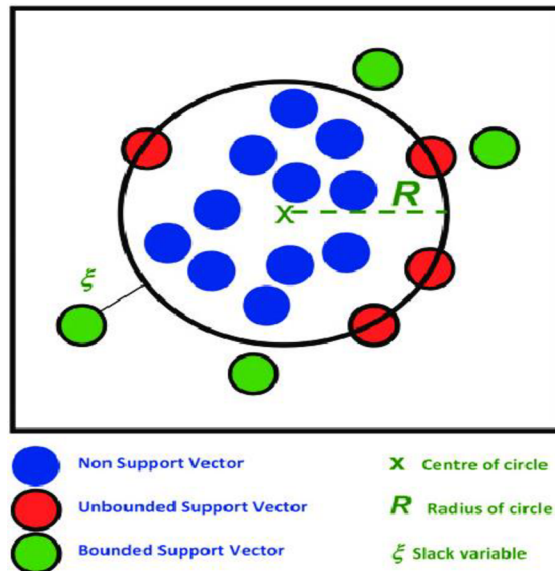 R
X
ξ
Non Support Vector
X Centre of circle
Unbounded Support Vector
R Radius of circle
Bounded Support Vector
ξ Slack variable